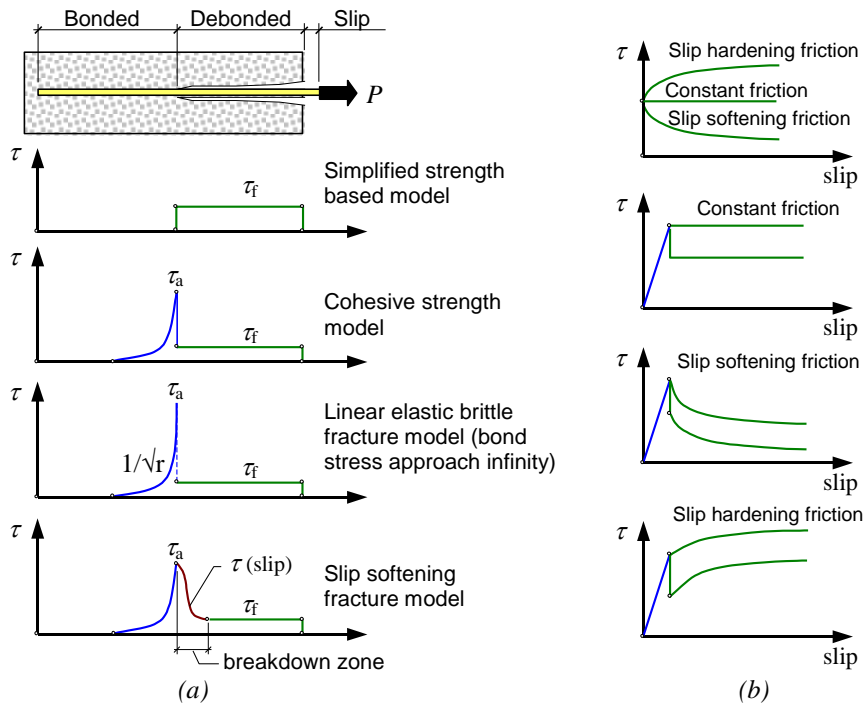 Bonded Debonded Slip
P
τ
τf
Simplified strength
based model
τ
τa
τf
Cohesive strength
model
τ
τa
1/√r
τf
Linear elastic brittle
fracture model (bond
stress approach infinity)
τ
τa
τ (slip)
τf
Slip softening
fracture model
breakdown zone
(a)
τ
Slip hardening friction
Constant friction
Slip softening friction
slip
τ
Constant friction
slip
τ
Slip softening friction
slip
τ
Slip hardening friction
slip
(b)